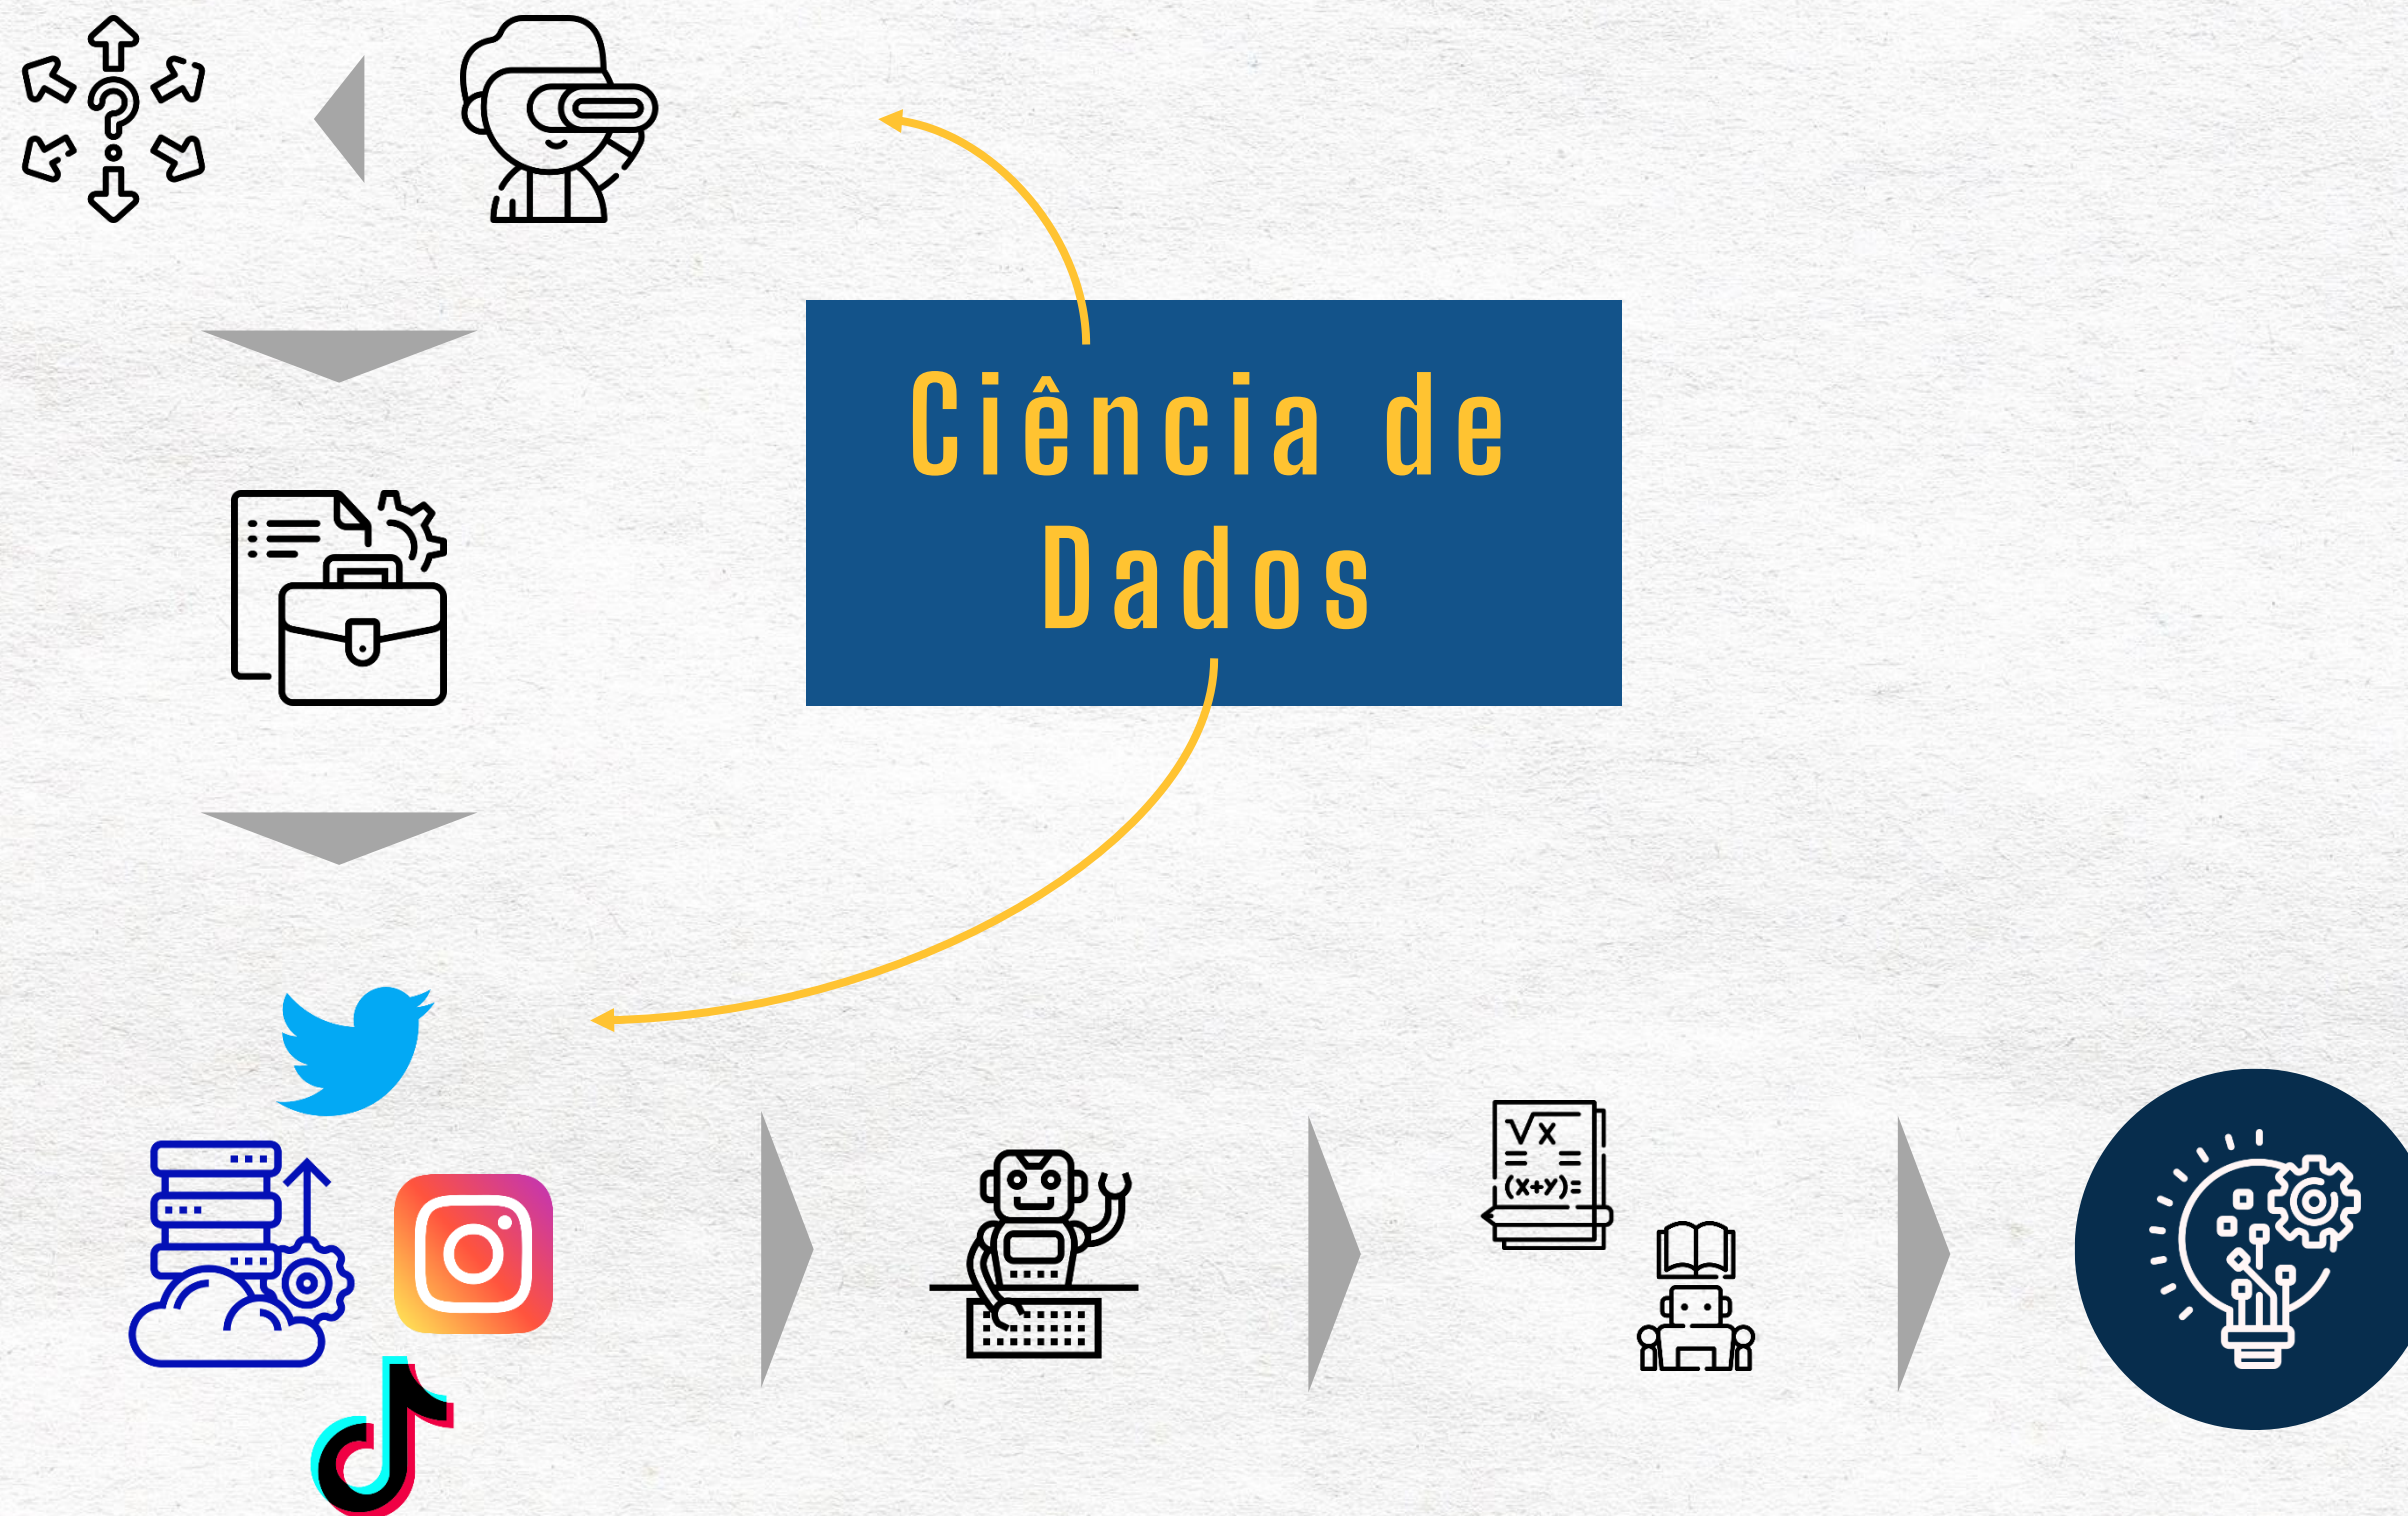 Ciência de
Dados
√x
= =
(x+y)=